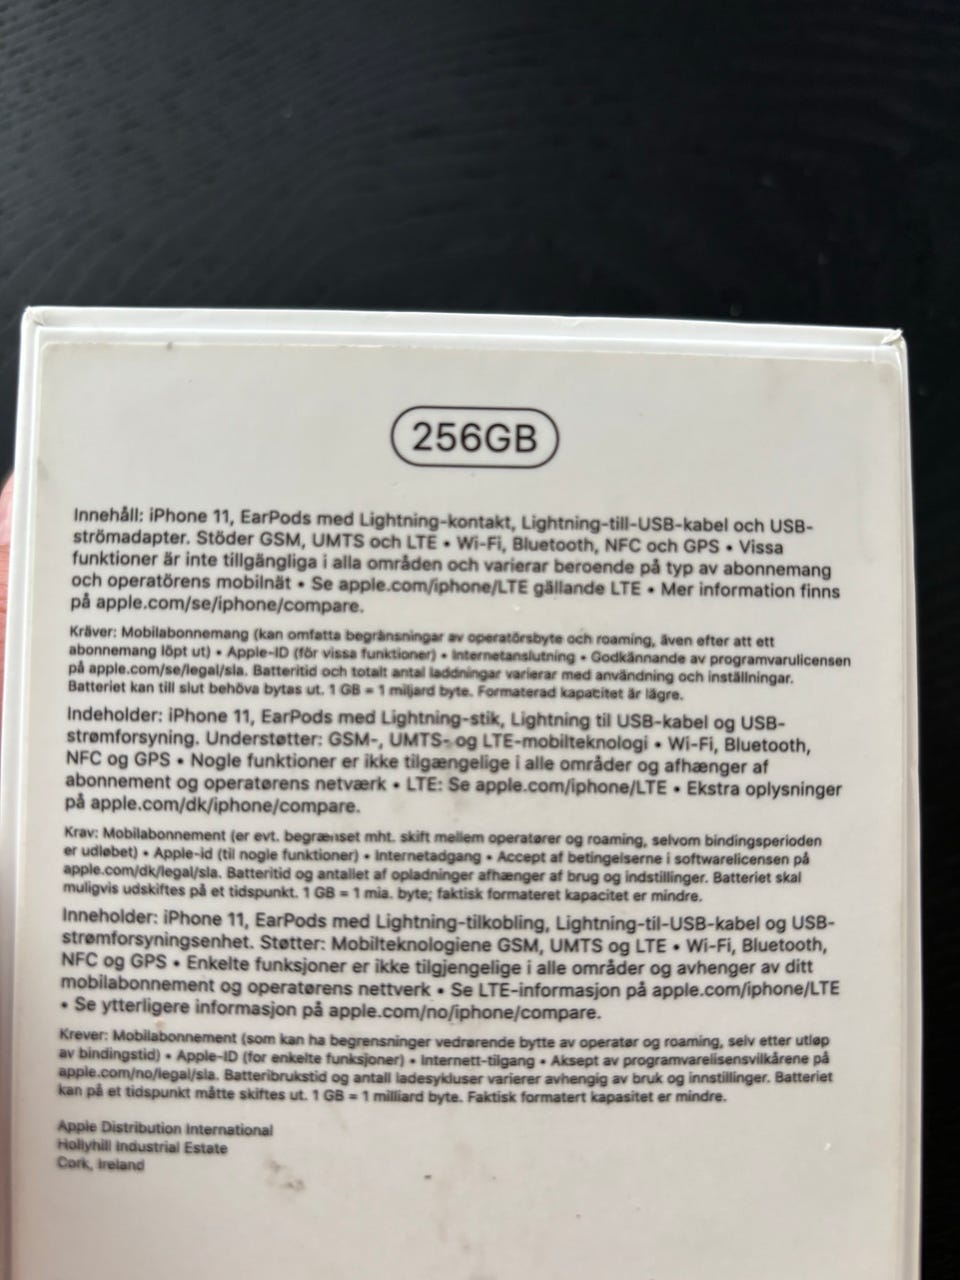 256GB
Innehåll: iPhone 11, EarPods med Lightning-kontakt, Lightning-till-USB-kabel och USB-
strömadapter. Stöder GSM, UMTS och LTE • Wi-Fi, Bluetooth, NFC och GPS • Vissa
funktioner är inte tillgängliga i alla områden och varierar beroende på typ av abonnemang
och operatörens mobilnät • Se apple.com/iphone/LTE gällande LTE • Mer information finns
på apple.com/se/iphone/compare.
Kräver: Mobilabonnemang (kan omfatta begränsningar av operatörsbyte och roaming, även efter att ett
abonnemang löpt ut) • Apple-ID (för vissa funktioner) • Internetanslutning • Godkännande av programvarulicensen
på apple.com/se/legal/sla. Batteritid och totalt antal laddningar varierar med användning och inställningar.
Batteriet kan till slut behöva bytas ut. 1 GB = 1 miljard byte. Formaterad kapacitet är lägre.
Indeholder: iPhone 11, EarPods med Lightning-stik, Lightning til USB-kabel og USB-
strømforsyning. Understøtter: GSM-, UMTS- og LTE-mobilteknologi • Wi-Fi, Bluetooth,
NFC og GPS • Nogle funktioner er ikke tilgængelige i alle områder og afhænger af
abonnement og operatørens netværk • LTE: Se apple.com/iphone/LTE • Ekstra oplysninger
på apple.com/dk/iphone/compare.
Krav: Mobilabonnement (er evt. begrænset mht. skift mellem operatører og roaming, selvom bindingsperioden
er udløbet) • Apple-id (til nogle funktioner) • Internetadgang • Accept af betingelserne i softwarelicensen på
apple.com/dk/legal/sla. Batteritid og antallet af opladninger afhænger af brug og indstillinger. Batteriet skal
muligvis udskiftes på et tidspunkt. 1 GB = 1 mia. byte; faktisk formateret kapacitet er mindre.
Inneholder: iPhone 11, EarPods med Lightning-tilkobling, Lightning-til-USB-kabel og USB-
strømforsyningsenhet. Støtter: Mobilteknologiene GSM, UMTS og LTE • Wi-Fi, Bluetooth,
NFC og GPS • Enkelte funksjoner er ikke tilgjengelige i alle områder og avhenger av ditt
mobilabonnement og operatørens nettverk • Se LTE-informasjon på apple.com/iphone/LTE
• Se ytterligere informasjon på apple.com/no/iphone/compare.
Krever: Mobilabonnement (som kan ha begrensninger vedrørende bytte av operatør og roaming, selv etter utløp
av bindingstid) • Apple-ID (for enkelte funksjoner) • Internett-tilgang • Aksept av programvarelisensvilkårene på
apple.com/no/legal/sla. Batteribrukstid og antall ladesykluser varierer avhengig av bruk og innstillinger. Batteriet
kan på et tidspunkt måtte skiftes ut. 1 GB = 1 milliard byte. Faktisk formatert kapasitet er mindre.
Apple Distribution International
Hollyhill Industrial Estate
Cork, Ireland